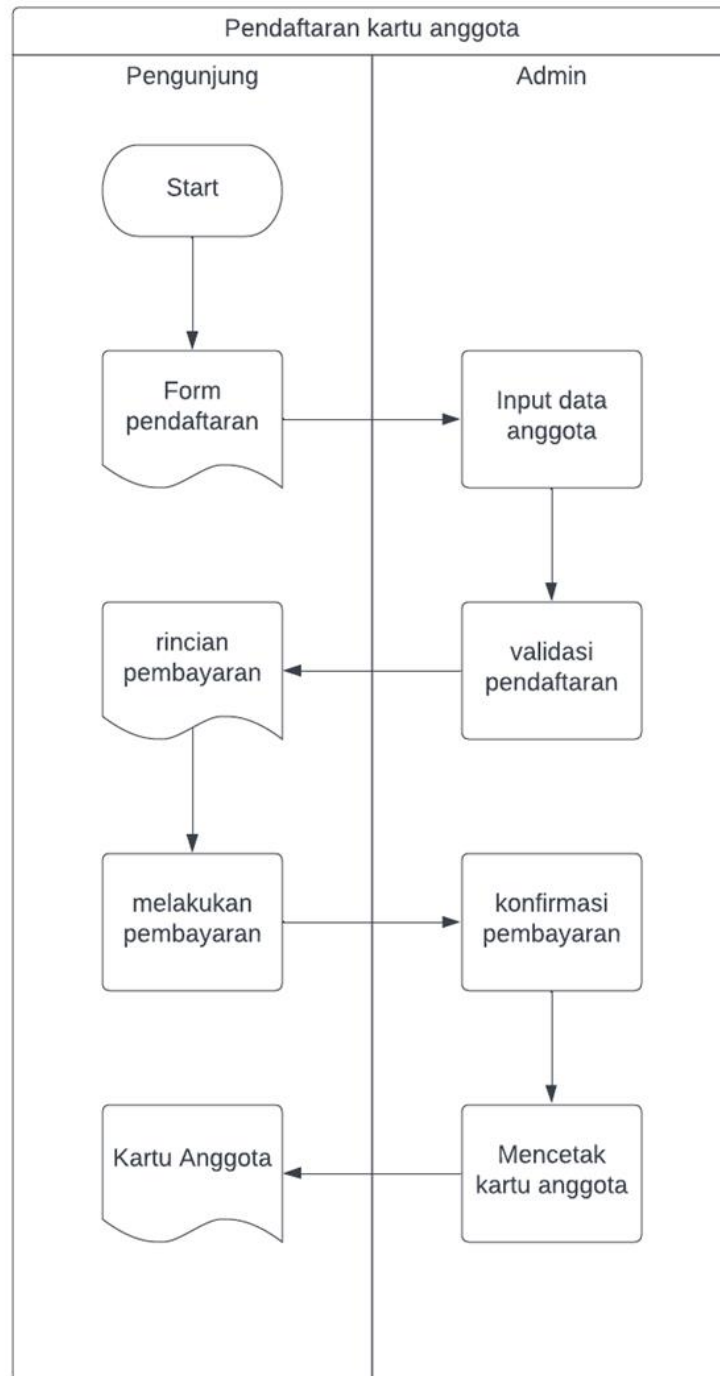 Pendaftaran kartu anggota
Pengunjung
Admin
Start
Form
pendaftaran
Input data
anggota
rincian
pembayaran
validasi
pendaftaran
melakukan
pembayaran
konfirmasi
pembayaran
Kartu Anggota
Mencetak
kartu anggota